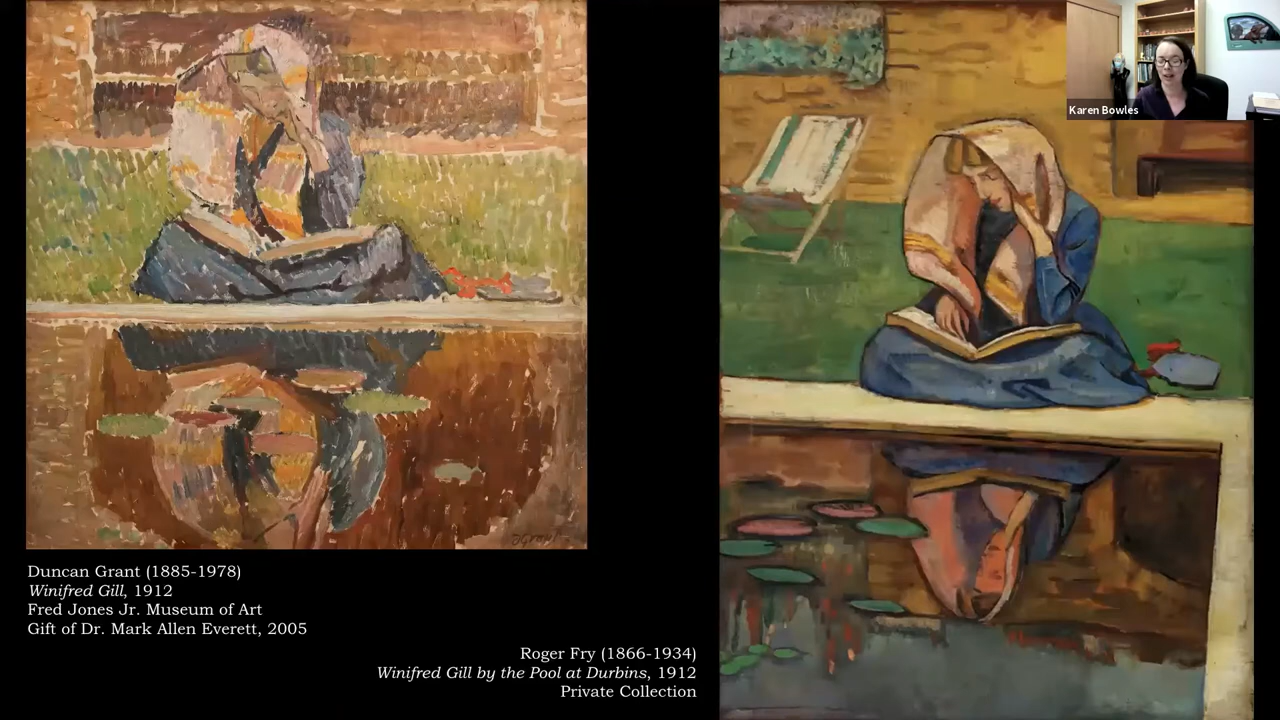 Karen Bowles
Duncan Grant (1885-1978)
Winifred Gill, 1912
Fred Jones Jr. Museum of Art
Gift of Dr. Mark Allen Everett, 2005
Roger Fry (1866-1934)
Winifred Gill by the Pool at Durbins, 1912
Private Collection
DGrant